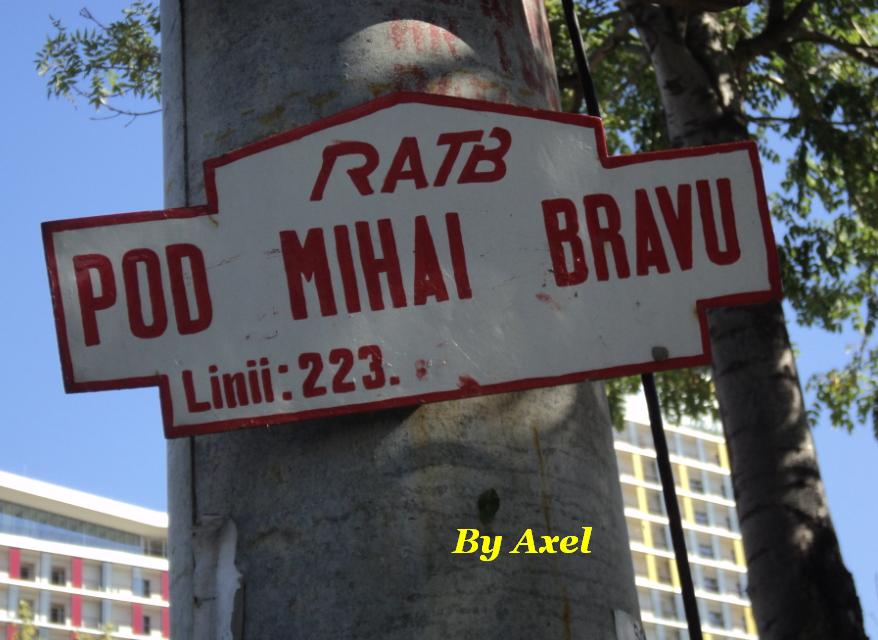 RATB
POD MIHAI BRAVU
Linii: 223.
By Axel